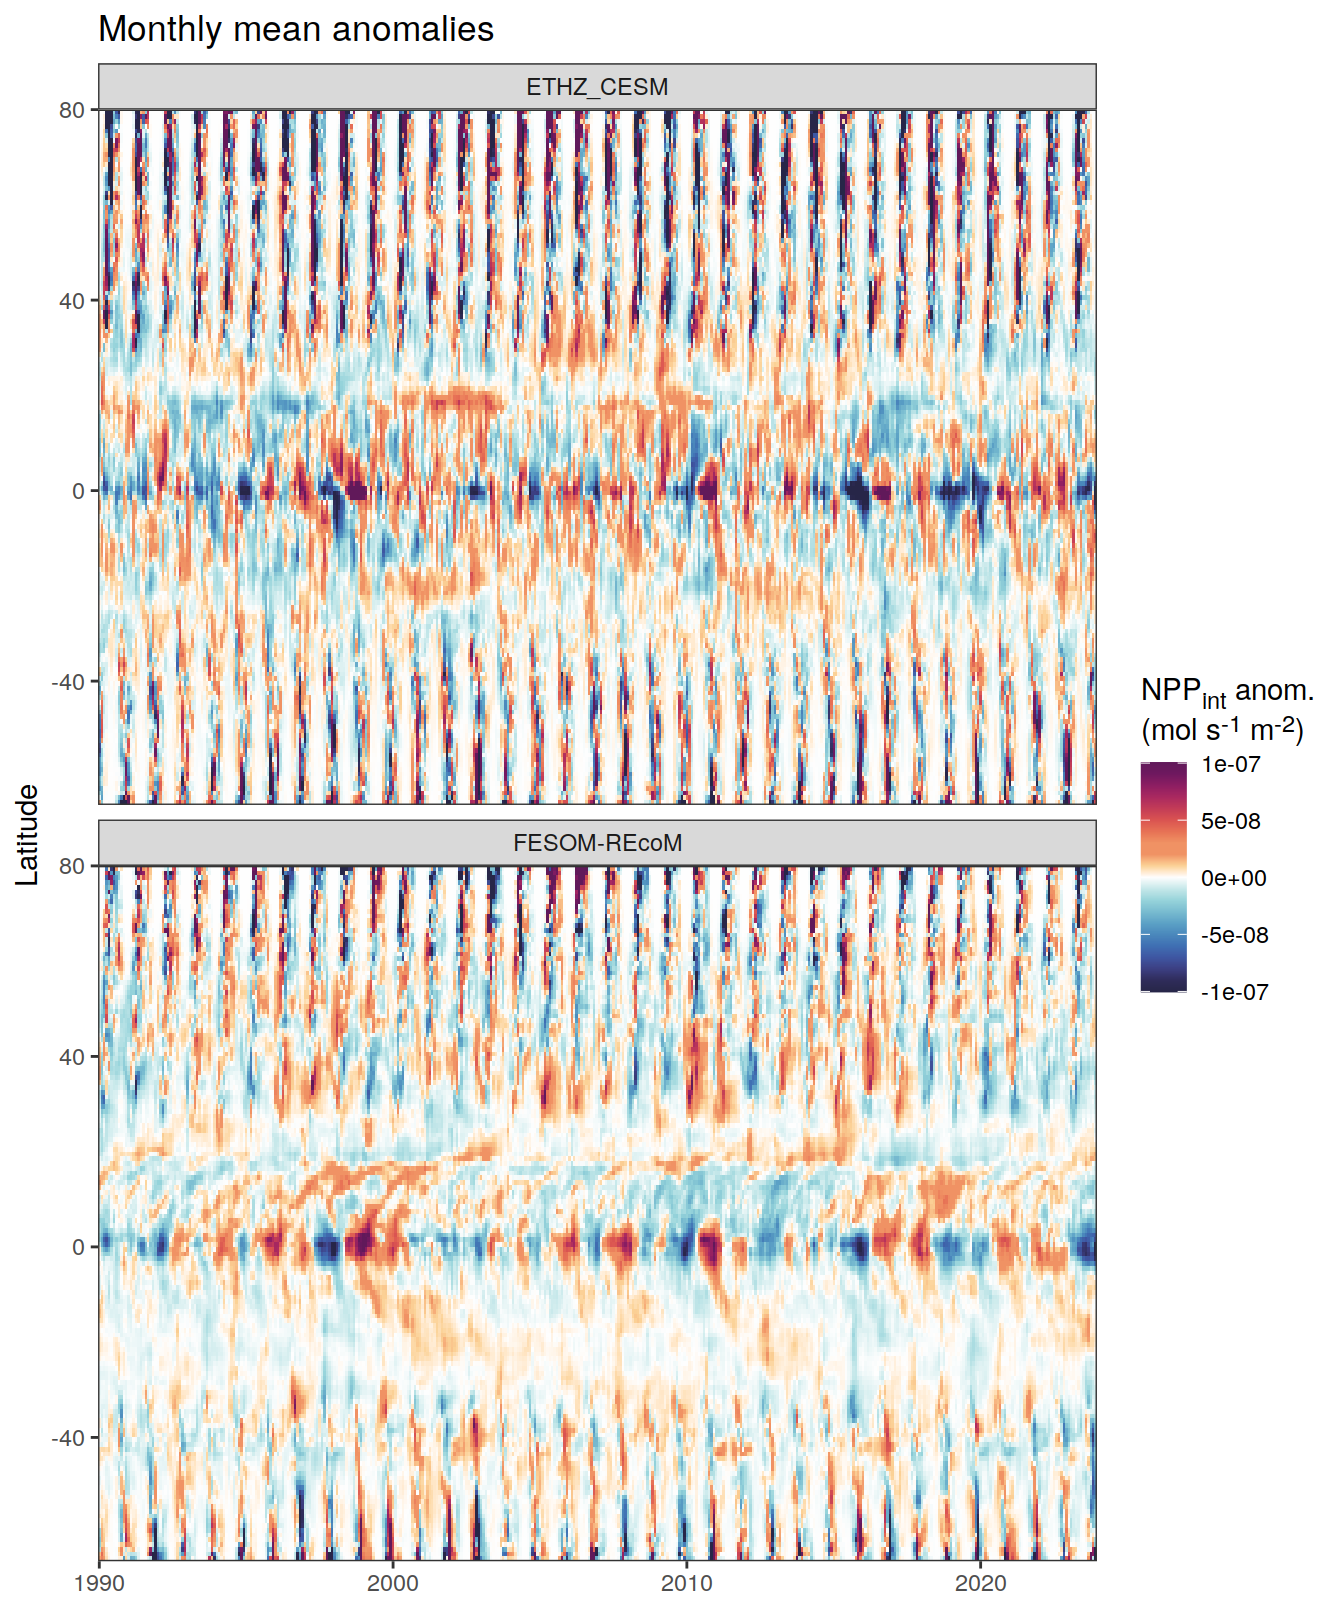 Monthly mean anomalies
ETHZ_CESM
80
40
0
-40
Latitude
FESOM-REcoM
80
40
0
-40
1990
2000
2010
2020
NPPint anom.
(mol s-1 m-2)
1e-07
5e-08
0e+00
-5e-08
-1e-07